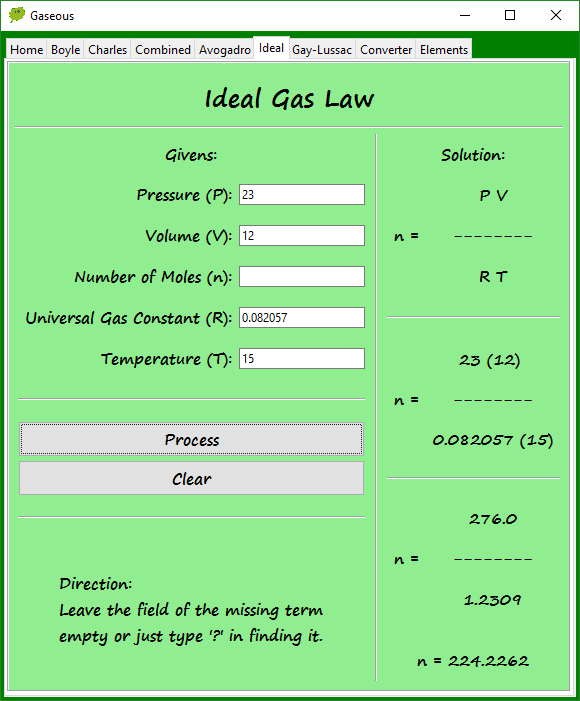 Gaseous
Home Boyle Charles Combined Avogadro Ideal Gay-Lussac Converter Elements
Ideal Gas Law
Givens:
Pressure (P): 23
Volume (V): 12
Number of Moles (n):
Universal Gas Constant (R): 0.082057
Temperature (T): 15
Process
Clear
Direction:
Leave the field of the missing term
empty or just type '?' in finding it.
Solution:
P V
n = --------
R T
23 (12)
n = --------
0.082057 (15)
276.0
n = --------
1.2309
n = 224.2262